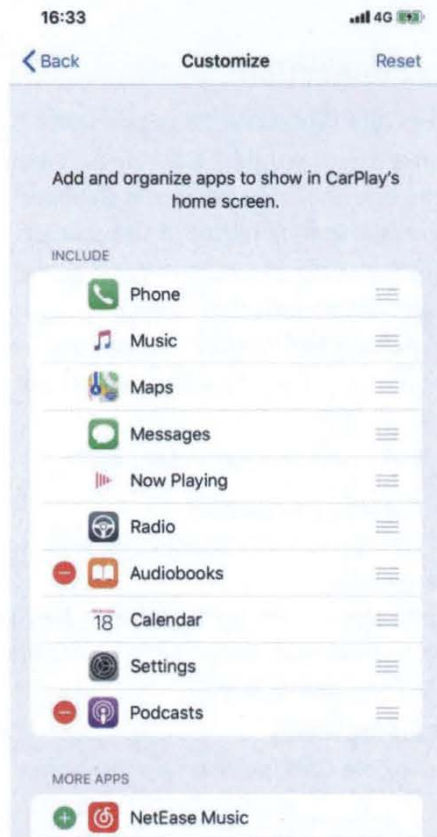 16:33 4G
Back Customize Reset
Add and organize apps to show in CarPlay's
home screen.
INCLUDE
Phone
Music
Maps
Messages
Now Playing
Radio
Audiobooks
18 Calendar
Settings
Podcasts
MORE APPS
NetEase Music